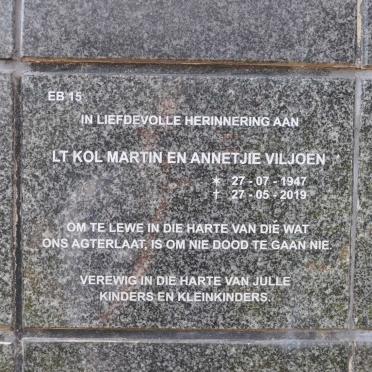 EB 15
IN LIEFDEVOLLE HERINNERING AAN
LT KOL MARTIN EN ANNETJIE VILJOEN
* 27 - 07 - 1947
† 27 - 05 - 2019
OM TE LEWE IN DIE HARTE VAN DIÉ WAT
ONS AGTERLAAT, IS OM NIE DOOD TE GAAN NIE.
VEREWIG IN DIE HARTE VAN JULLE
KINDERS EN KLEINKINDERS.